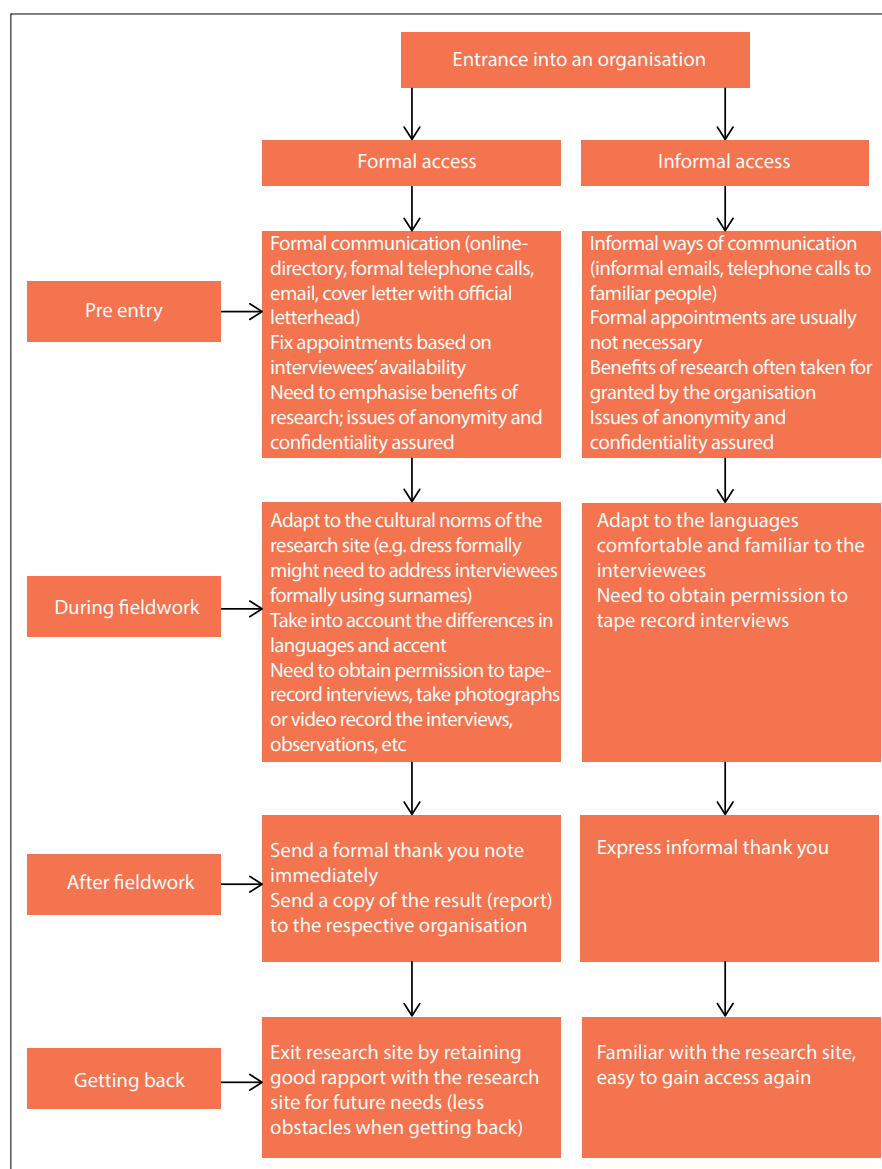 Entrance into an organisation
Formal access
Informal access
Pre entry
Formal communication (online-
directory, formal telephone calls,
email, cover letter with official
letterhead)
Fix appointments based on
interviewees' availability
Need to emphasise benefits of
research; issues of anonymity and
confidentiality assured
Informal ways of communication
(informal emails, telephone calls to
familiar people)
Formal appointments are usually
not necessary
Benefits of research often taken for
granted by the organisation
Issues of anonymity and
confidentiality assured
During fieldwork
Adapt to the cultural norms of the
research site (e.g. dress formally
might need to address interviewees
formally using surnames)
Take into account the differences in
languages and accent
Need to obtain permission to tape-
record interviews, take photographs
or video record the interviews,
observations, etc
Adapt to the languages
comfortable and familiar to the
interviewees
Need to obtain permission to
tape record interviews
After fieldwork
Send a formal thank you note
immediately
Send a copy of the result (report)
to the respective organisation
Express informal thank you
Getting back
Exit research site by retaining
good rapport with the research
site for future needs (less
obstacles when getting back)
Familiar with the research site,
easy to gain access again